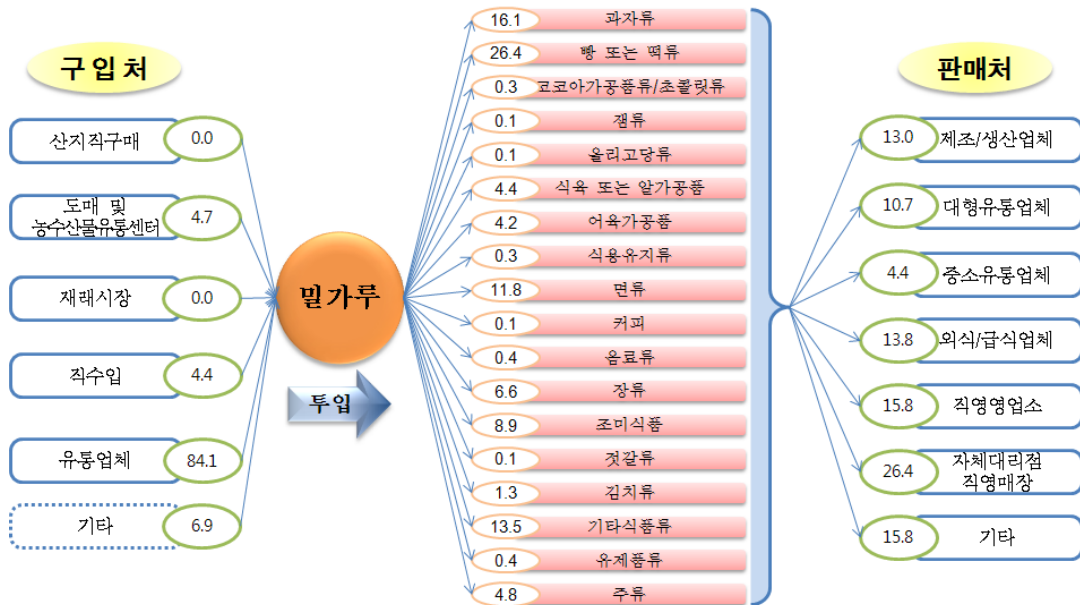 구입처
산지직구매
0.0
도매 및
농수산물유통센터
4.7
재래시장
0.0
직수입
4.4
유통업체
84.1
기타
6.9
밀가루
투입
16.1 과자류
26.4 빵 또는 떡류
0.3 코코아가공품류/초콜릿류
0.1 잼류
0.1 올리고당류
4.4 식육 또는 알가공품
4.2 어육가공품
0.3 식용유지류
11.8 면류
0.1 커피
0.4 음료류
6.6 장류
8.9 조미식품
0.1 젓갈류
1.3 김치류
13.5 기타식품류
0.4 유제품류
4.8 주류
판매처
13.0 제조/생산업체
10.7 대형유통업체
4.4 중소유통업체
13.8 외식/급식업체
15.8 직영영업소
26.4 자체대리점
직영매장
15.8 기타